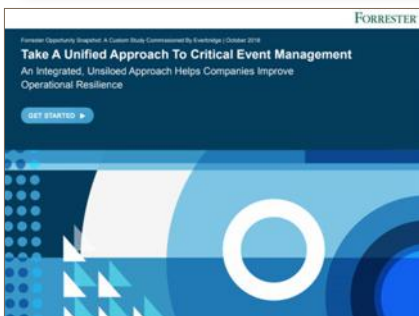 FORRESTER
Forrester Opportunity Snapshot: A Custom Study Commissioned By Everbridge | October 2018
Take A Unified Approach To Critical Event Management
An Integrated, Unsiloed Approach Helps Companies Improve
Operational Resilience
GET STARTED